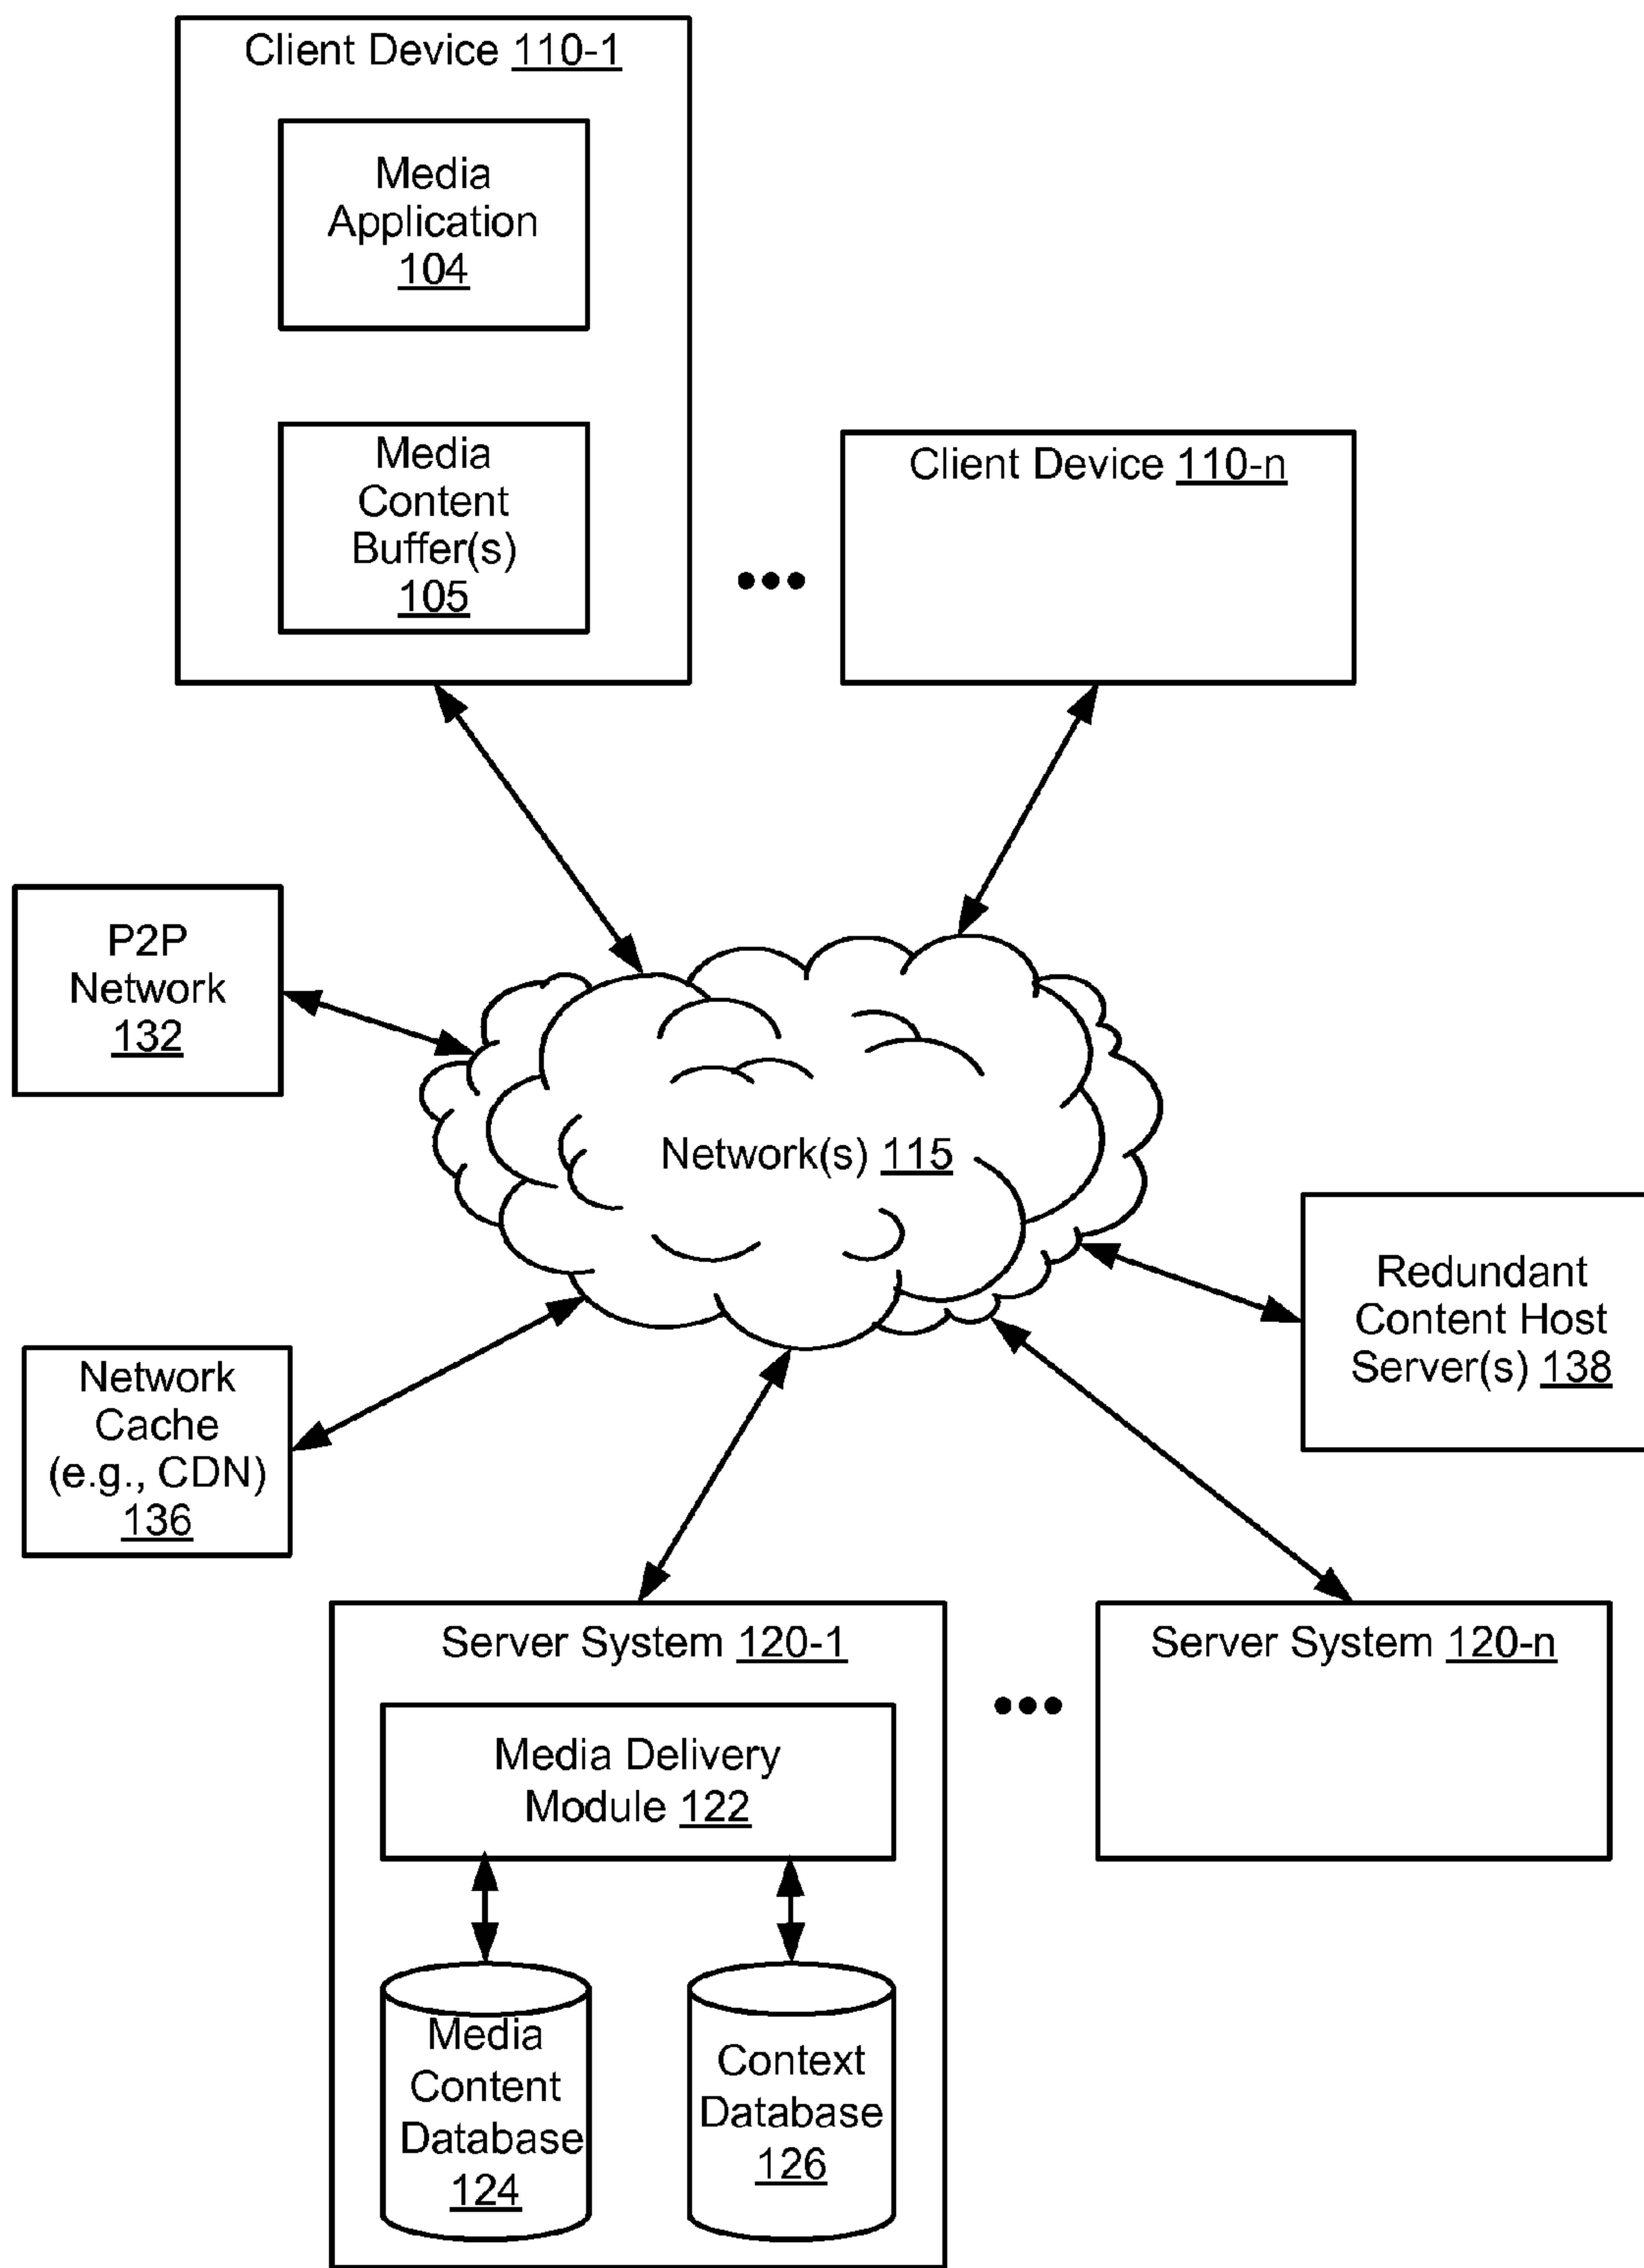 Client Device 110-1
Media
Application
104
Media
Content
Buffer(s)
105
Client Device 110-n
P2P
Network
132
Network(s) 115
Redundant
Content Host
Server(s) 138
Network
Cache
(e.g., CDN)
136
Server System 120-1
Media Delivery
Module 122
Media
Content
Database
124
Context
Database
126
Server System 120-n